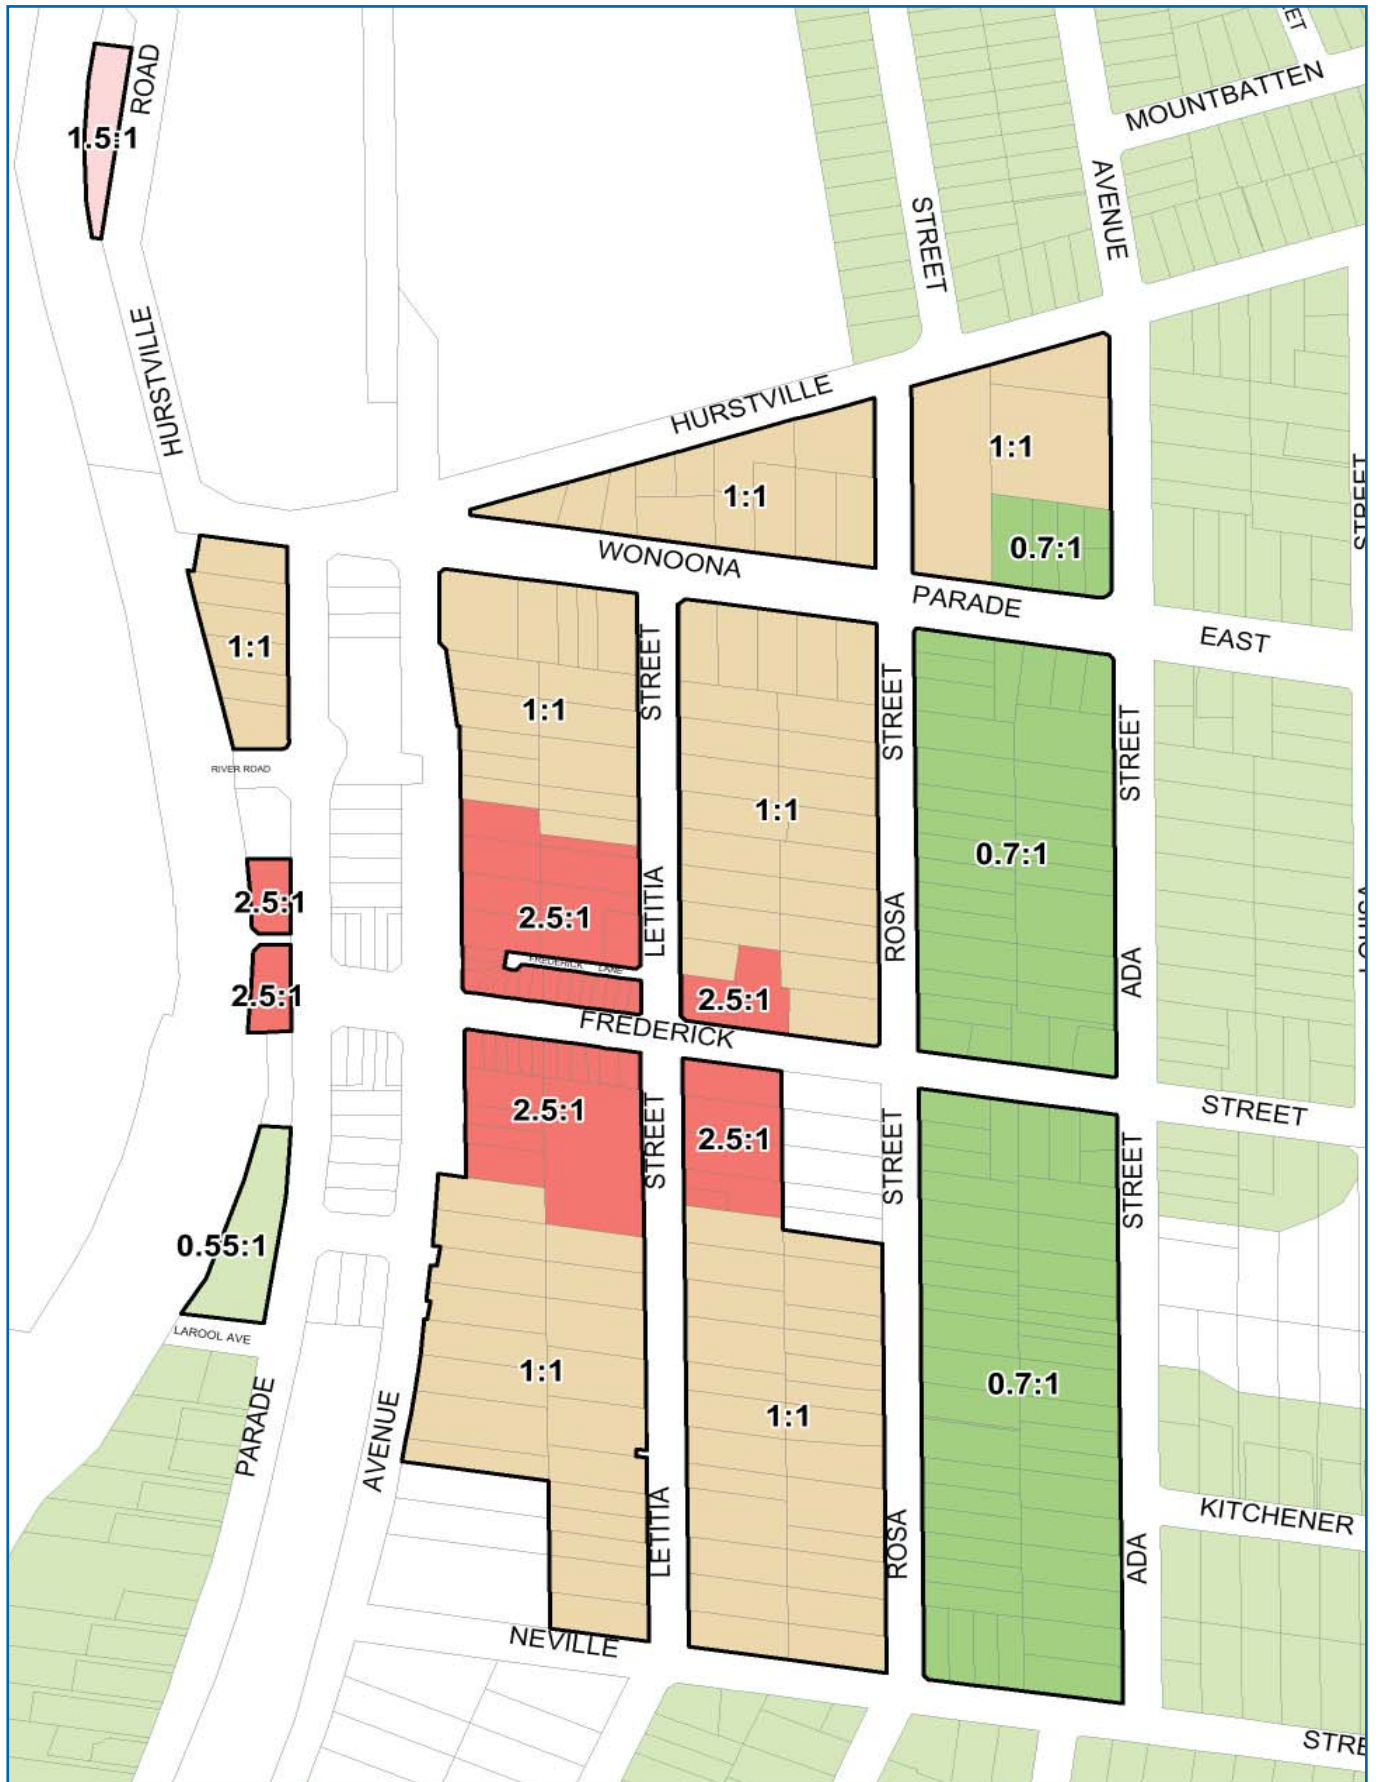 ROAD
MOUNTBATTEN
1.5:1
AVENUE
STREET
HURSTVILLE
HURSTVILLE
1:1
1:1
STREET
0.7:1
WONOONA
PARADE
EAST
1:1
STREET
STREET
STREET
1:1
RIVER ROAD
1:1
0.7:1
2.5:1
2.5:1
LETITIA
ROSA
ADA
FREDERICK LANE
2.5:1
2.5:1
FREDERICK
2.5:1
2.5:1
STREET
STREET
STREET
STREET
0.55:1
LAROOL AVE
1:1
0.7:1
1:1
PARADE
AVENUE
KITCHENER
LETITIA
ROSA
ADA
NEVILLE